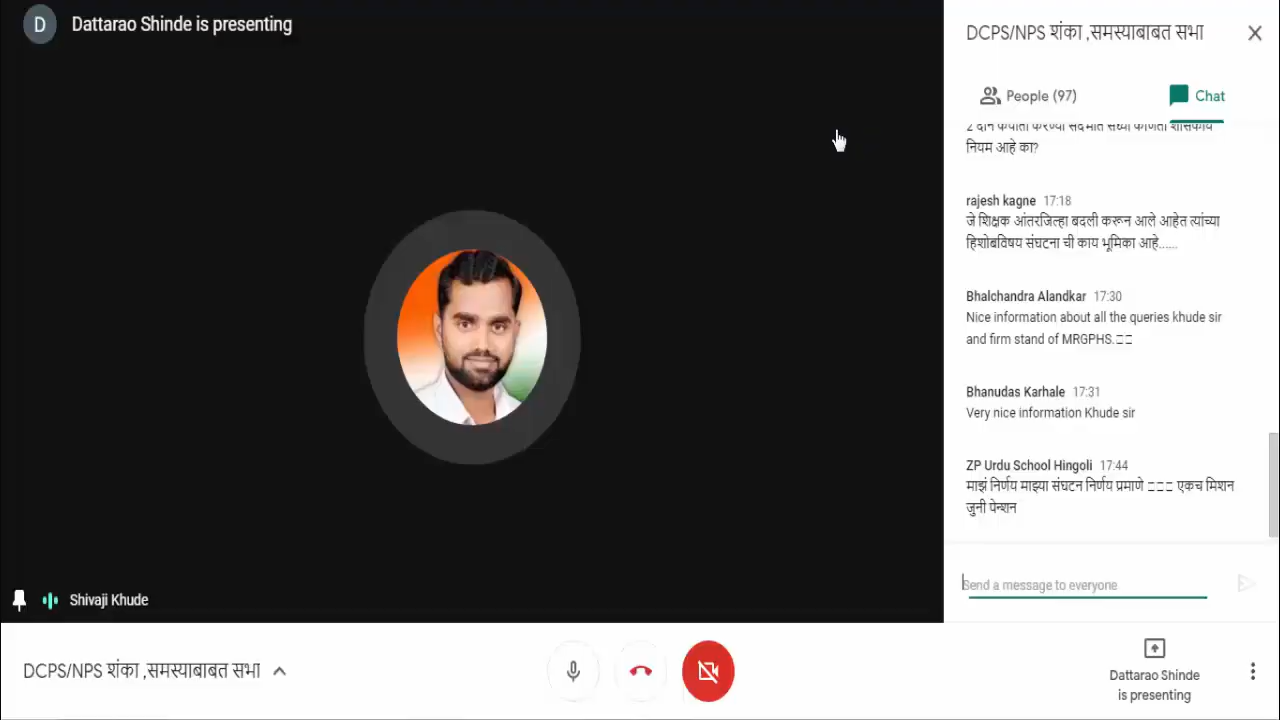 D
Dattarao Shinde is presenting
DCPS/NPS शंका ,समस्याबाबत सभा
People (97)
Chat
नियम आहे का?
rajesh kagne 17:18
जे शिक्षक आंतरजिल्हा बदली करून आले आहेत त्यांच्या
हिशोबविषय संघटना ची काय भूमिका आहे......
Bhalchandra Alandkar 17:30
Nice information about all the queries khude sir
and firm stand of MRGPHS.
Bhanudas Karhale 17:31
Very nice information Khude sir
ZP Urdu School Hingoli 17:44
माझं निर्णय माझ्या संघटन निर्णय प्रमाणे एकच मिशन
जुनी पेन्शन
Send a message to everyone
Shivaji Khude
DCPS/NPS शंका ,समस्याबाबत सभा
Dattarao Shinde
is presenting